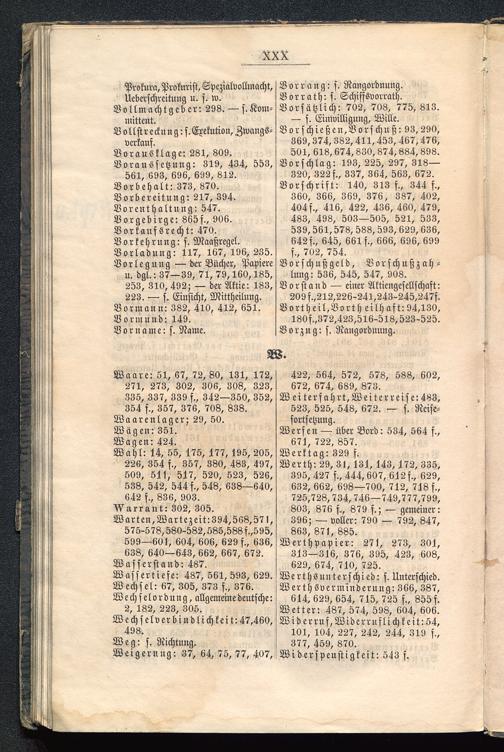 XXX
Prokura, Prokurist, Spezialvollmacht,
Ueberschreitung u. s. w.
Vollmachtgeber: 298. — s. Kom-
mittent.
Vollstreckung: s. Exekution, Zwangs-
verkauf.
Vorausklage: 281, 809.
Voraussetzung: 319, 434, 553,
561, 693, 696, 699, 812.
Vorbehalt: 373, 870.
Vorbereitung: 217, 394.
Vorenthaltung: 547.
Vorgebirge: 865 f., 906.
Vorkaufsrecht: 470.
Vorkehrung: s. Maaßregel.
Vorladung: 117, 167, 196, 235.
Vorlegung — der Bücher, Papiere
u. dgl.: 37—39, 71, 79, 160, 185,
253, 310, 492; — der Aktie: 183,
223. — s. Einsicht, Mittheilung.
Vormann: 382, 410, 412, 651.
Vormund: 149.
Vorname: s. Name.
Vorrang: s. Rangordnung.
Vorrath: s. Schiffsvorrath.
Vorsätzlich: 702, 708, 775, 813.
— s. Einwilligung, Wille.
Vorschießen, Vorschuß: 93, 290,
369, 374, 382, 411, 453, 467, 476,
501, 618, 674, 830, 874, 884, 898.
Vorschlag: 193, 225, 297, 318—
320, 322 f., 337, 364, 563, 672.
Vorschrift: 140, 313 f., 344 f.,
360, 366, 369, 376, 387, 402,
404 f., 416, 422, 436, 460, 479,
483, 498, 503—505, 521, 533,
539, 561, 578, 588, 593, 629, 636,
642 f., 645, 661 f., 666, 696, 699
f., 702, 754.
Vorschußgeld, Vorschußzah-
lung: 536, 545, 547, 908.
Vorstand — einer Aktiengesellschaft:
209 f., 212, 226-241, 243-245, 247 f.
Vortheil, Vortheilhaft: 94, 130,
180 f., 372, 423, 516-518, 523-525.
Vorzug: s. Rangordnung.
W.
Waare: 51, 67, 72, 80, 131, 172,
271, 273, 302, 306, 308, 323,
335, 337, 339 f., 342—350, 352,
354 f., 357, 376, 708, 838.
Waarenlager: 29, 50.
Wägen: 351.
Wagen: 424.
Wahl: 14, 55, 175, 177, 195, 205,
226, 354 f., 357, 380, 483, 497,
509, 511, 517, 520, 523, 526,
538, 542, 544 f., 548, 638—640,
642 f., 836, 903.
Warrant: 302, 305.
Warten, Wartezeit: 394, 568, 571,
575-578, 580-582, 585, 588 f., 595,
599—601, 604, 606, 629 f., 636,
638, 640—643, 662, 667, 672.
Wasserstand: 487.
Wassertiefe: 487, 561, 593, 629.
Wechsel: 67, 305, 373 f., 376.
Wechselordung, allgemeine deutsche:
2, 182, 223, 305.
Wechselverbindlichkeit: 47, 460,
498.
Weg: s. Richtung.
Weigerung: 37, 64, 75, 77, 407,
422, 564, 572, 578, 588, 602,
672, 674, 689, 873.
Weiterfahrt, Weiterreise: 483,
523, 525, 548, 672. — s. Reise-
fortsetzung.
Werfen — über Bord: 534, 564 f.,
671, 722, 857.
Werktag: 329 f.
Werth: 29, 31, 131, 143, 172, 335,
395, 427 f., 444, 607, 612 f., 629,
632, 662, 698—700, 712, 718 f.,
725, 728, 734, 746—749, 777, 799,
803, 876 f., 879 f.; — gemeiner:
396; — voller: 790 — 792, 847,
863, 871, 885.
Werthpapier: 271, 273, 301,
313—316, 376, 395, 423, 608,
629, 674, 710, 725.
Werthsunterschied: s. Unterschied.
Werthsverminderung: 366, 387,
614, 629, 654, 715, 725 f., 855 f.
Wetter: 487, 574, 598, 604, 606.
Widerruf, Widerruflichkeit: 54,
101, 104, 227, 242, 244, 319 f.,
377, 459, 870.
Widerspenstigkeit: 543 f.